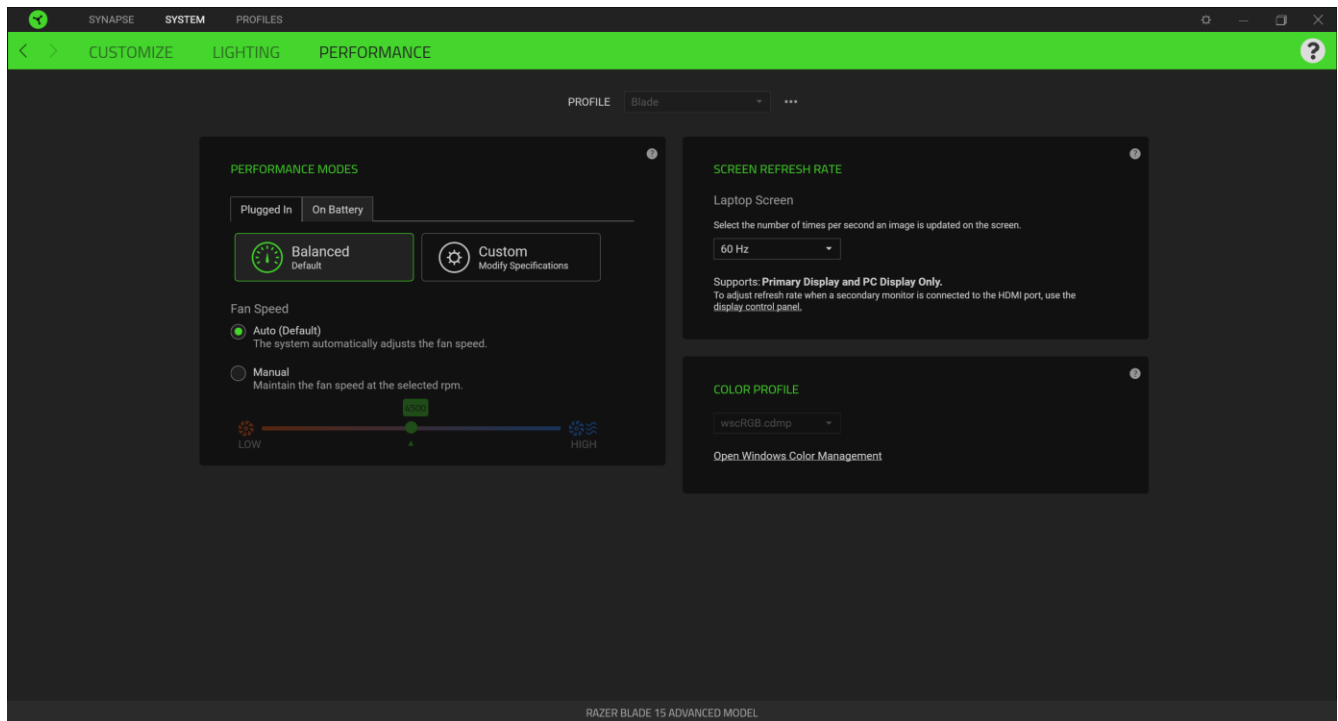 SYNAPSE SYSTEM PROFILES
CUSTOMIZE LIGHTING PERFORMANCE ?
PROFILE Blade
PERFORMANCE MODES
Plugged In On Battery
Balanced
Default
Custom
Modify Specifications
Fan Speed
Auto (Default)
The system automatically adjusts the fan speed.
Manual
Maintain the fan speed at the selected rpm.
4500
LOW HIGH
SCREEN REFRESH RATE
Laptop Screen
Select the number of times per second an image is updated on the screen.
60 Hz
Supports: Primary Display and PC Display Only.
To adjust refresh rate when a secondary monitor is connected to the HDMI port, use the
display control panel.
COLOR PROFILE
wscRGB.cdmp
Open Windows Color Management
RAZER BLADE 15 ADVANCED MODEL